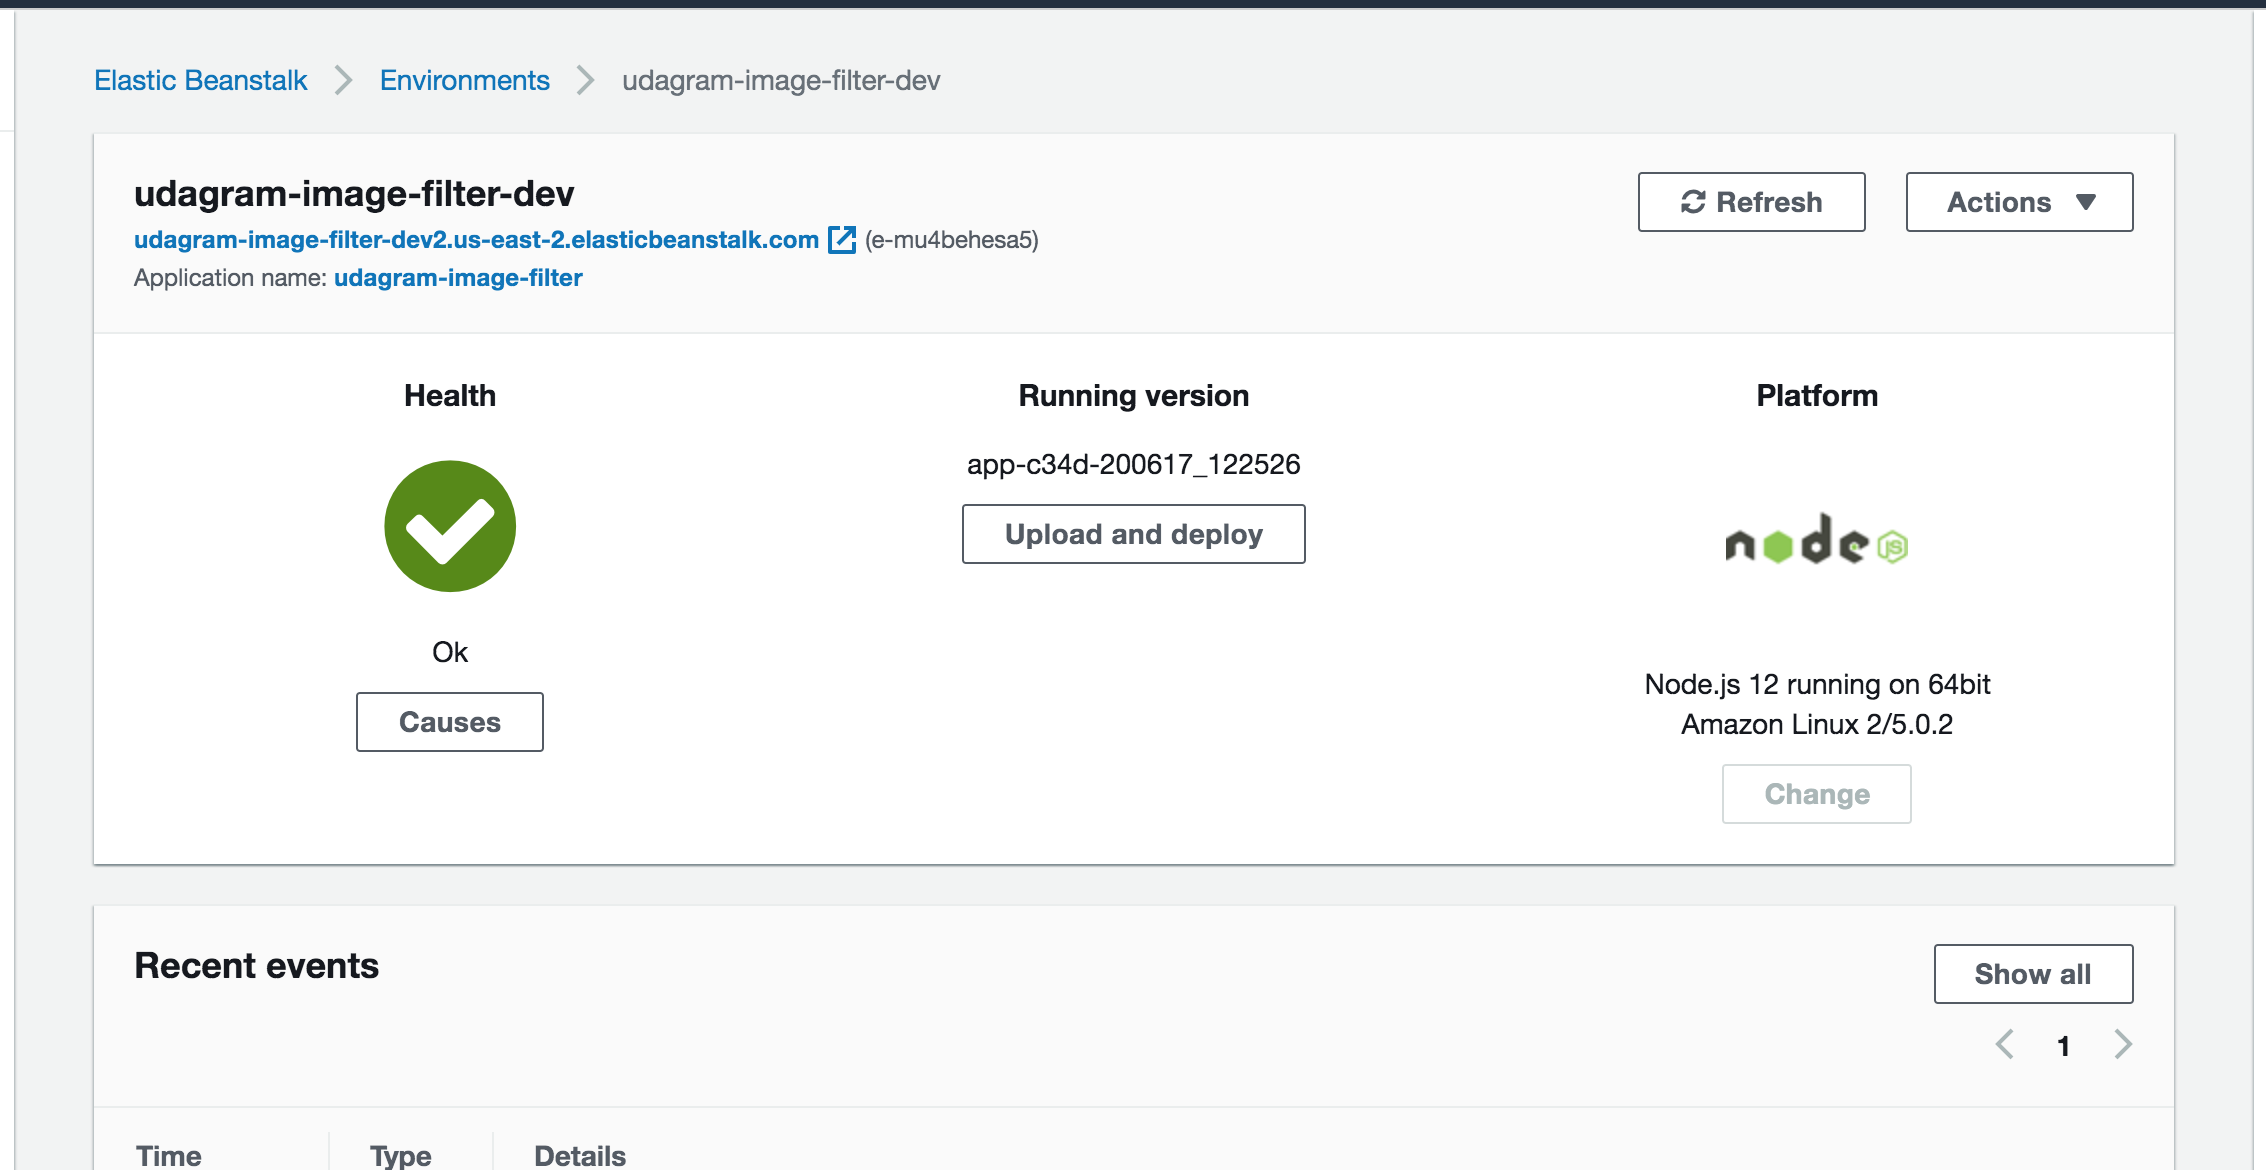 Elastic Beanstalk > Environments > udagram-image-filter-dev
udagram-image-filter-dev
Refresh
Actions
udagram-image-filter-dev2.us-east-2.elasticbeanstalk.com (e-mu4behesa5)
Application name: udagram-image-filter
Health
Running version
Platform
app-c34d-200617_122526
Upload and deploy
node JS
Ok
Causes
Node.js 12 running on 64bit
Amazon Linux 2/5.0.2
Change
Recent events
Show all
1
Time
Type
Details